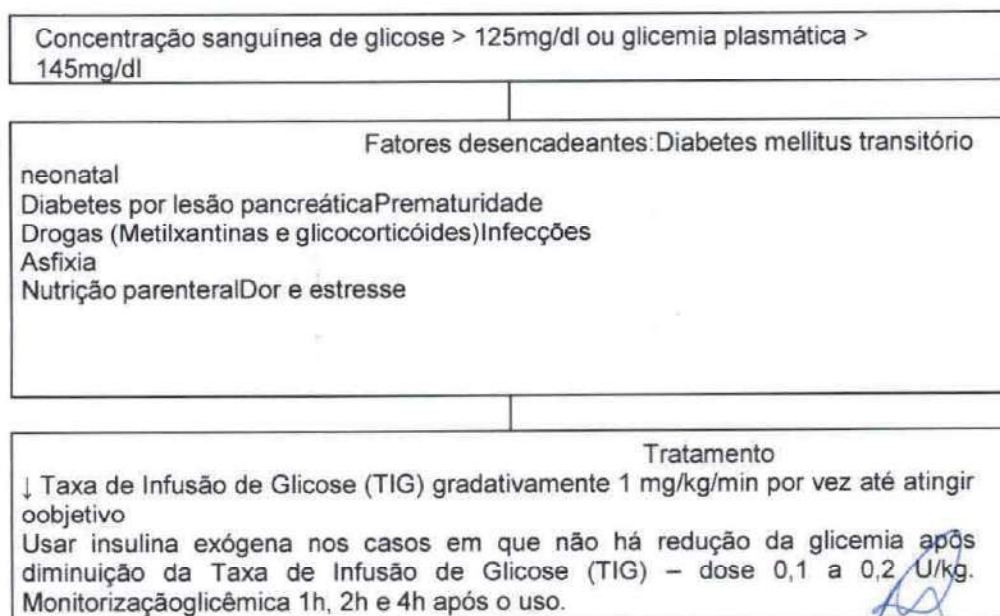 Concentração sanguínea de glicose > 125mg/dl ou glicemia plasmática >
145mg/dl
Fatores desencadeantes:Diabetes mellitus transitório
neonatal
Diabetes por lesão pancreáticaPrematuridade
Drogas (Metilxantinas e glicocorticóides)Infecções
Asfixia
Nutrição parenteralDor e estresse
Tratamento
↓ Taxa de Infusão de Glicose (TIG) gradativamente 1 mg/kg/min por vez até atingir
oobjetivo
Usar insulina exógena nos casos em que não há redução da glicemia após
diminuição da Taxa de Infusão de Glicose (TIG) – dose 0,1 a 0,2 U/kg.
Monitorizaçãoglicêmica 1h, 2h e 4h após o uso.